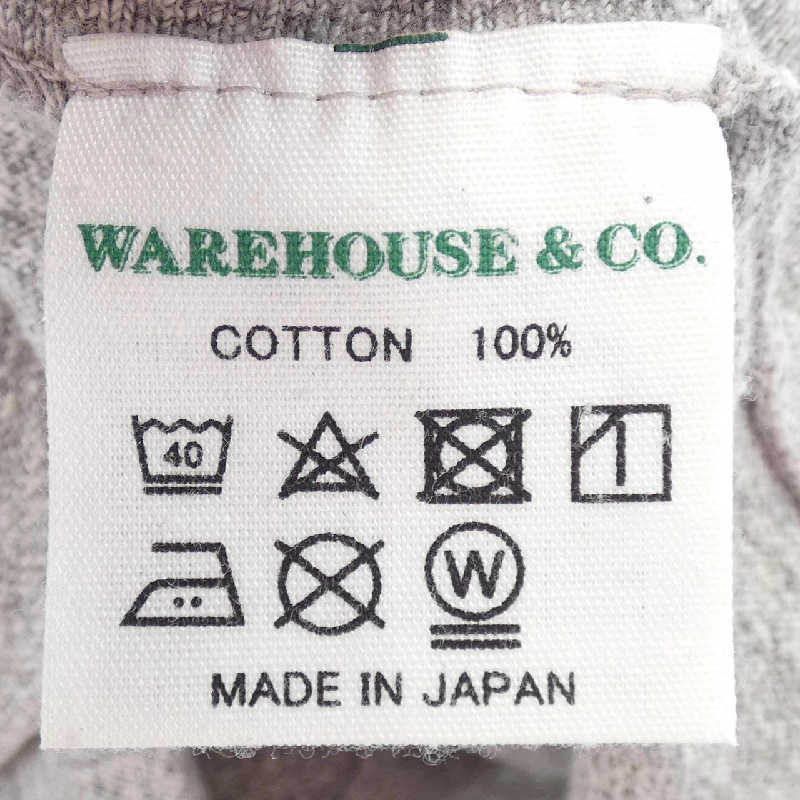 WAREHOUSE & CO.
COTTON 100%
40
W
MADE IN JAPAN